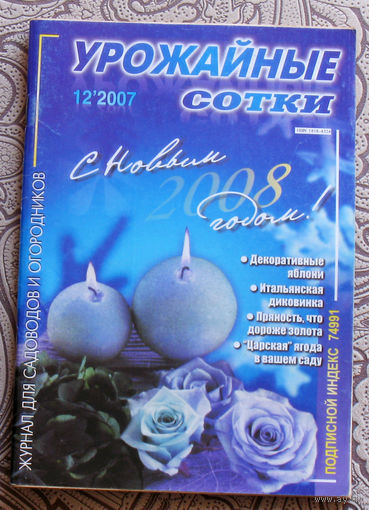 УРОЖАЙНЫЕ
сотки
12'2007
С Новым
2008
годом!
• Декоративные
яблони
• Итальянская
диковинка
• Пряность, что
дороже золота
• "Царская" ягода
в вашем саду
ЖУРНАЛ ДЛЯ САДОВОДОВ И ОГОРОДНИКОВ
ПОДПИСНОЙ ИНДЕКС 74991